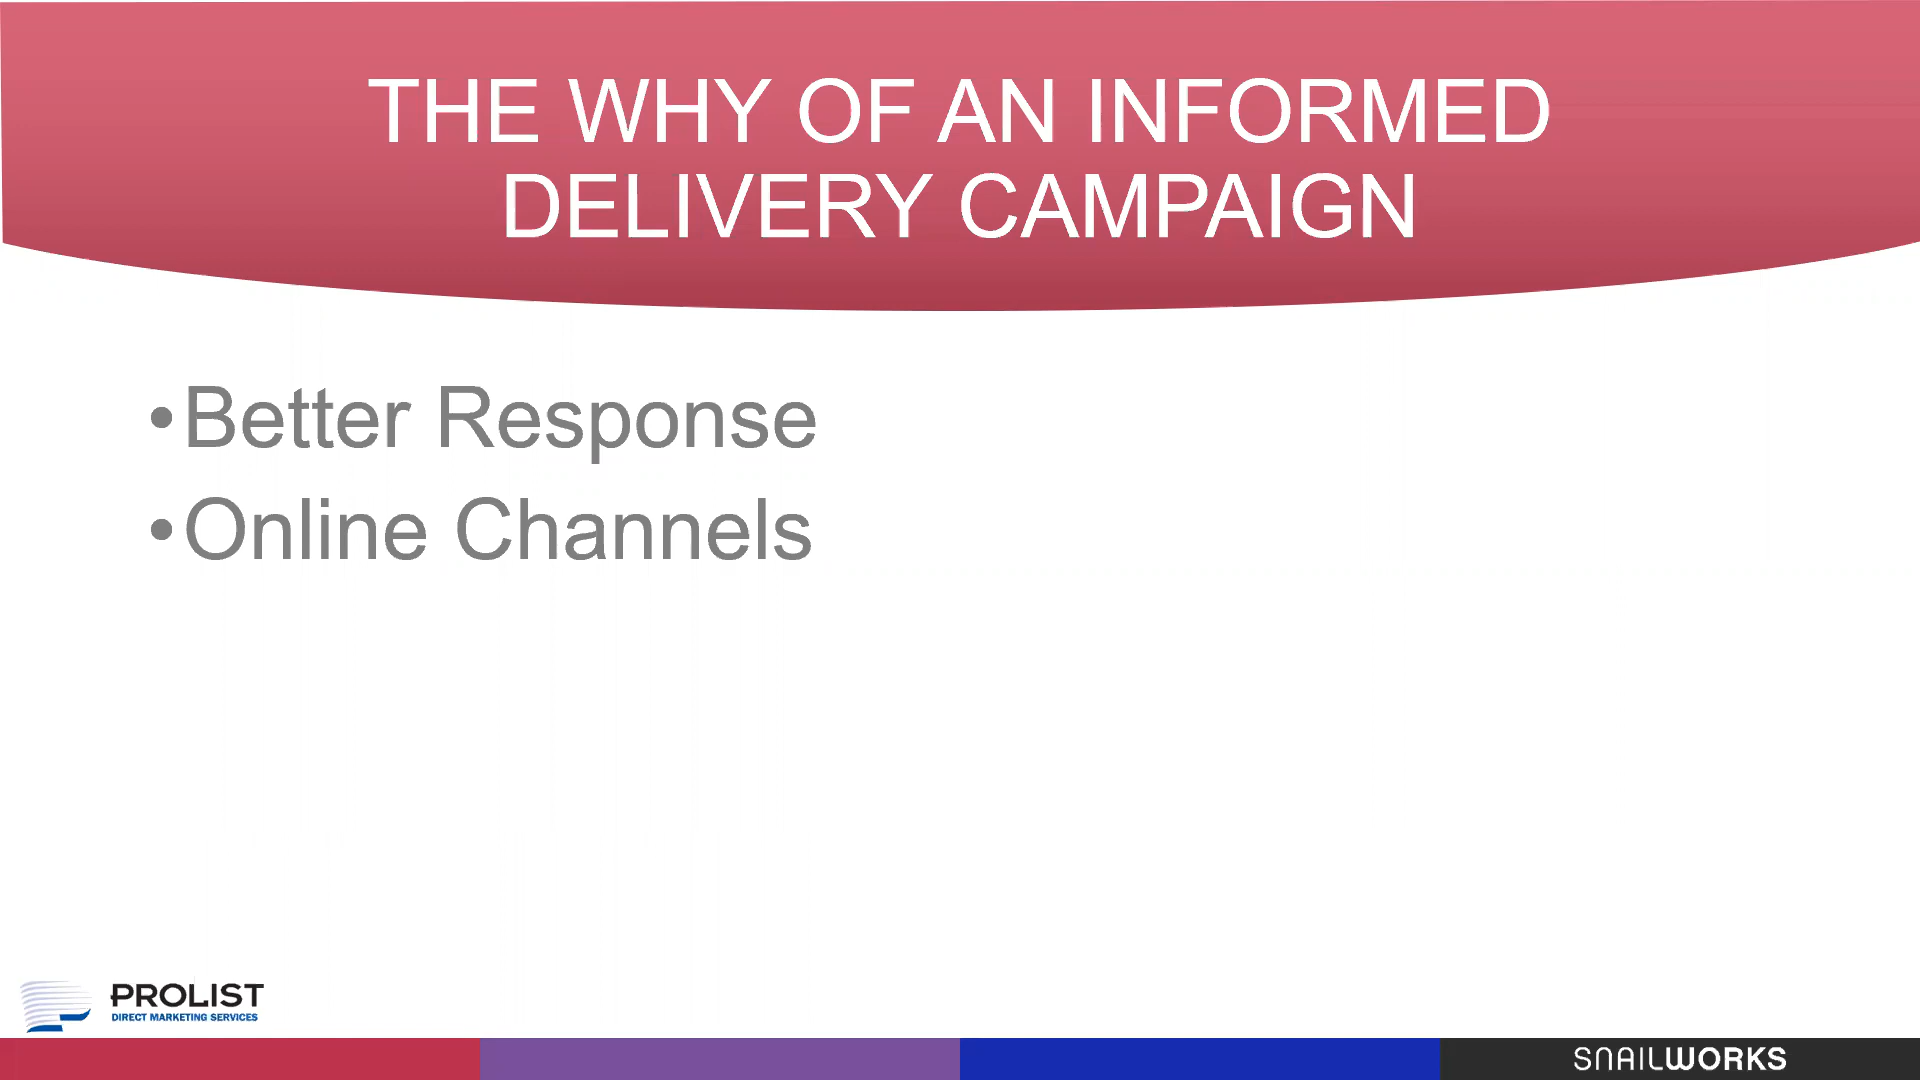 THE WHY OF AN INFORMED
DELIVERY CAMPAIGN
•Better Response
•Online Channels
PROLIST
DIRECT MARKETING SERVICES
SNAILWORKS